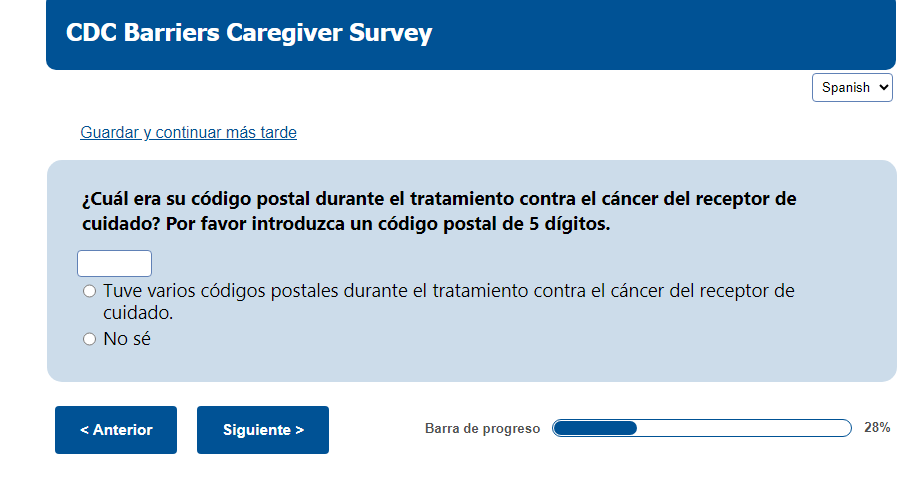 CDC Barriers Caregiver Survey
Spanish
Guardar y continuar más tarde
¿Cuál era su código postal durante el tratamiento contra el cáncer del receptor de
cuidado? Por favor introduzca un código postal de 5 dígitos.
Tuve varios códigos postales durante el tratamiento contra el cáncer del receptor de
cuidado.
No sé
< Anterior
Siguiente >
Barra de progreso
28%